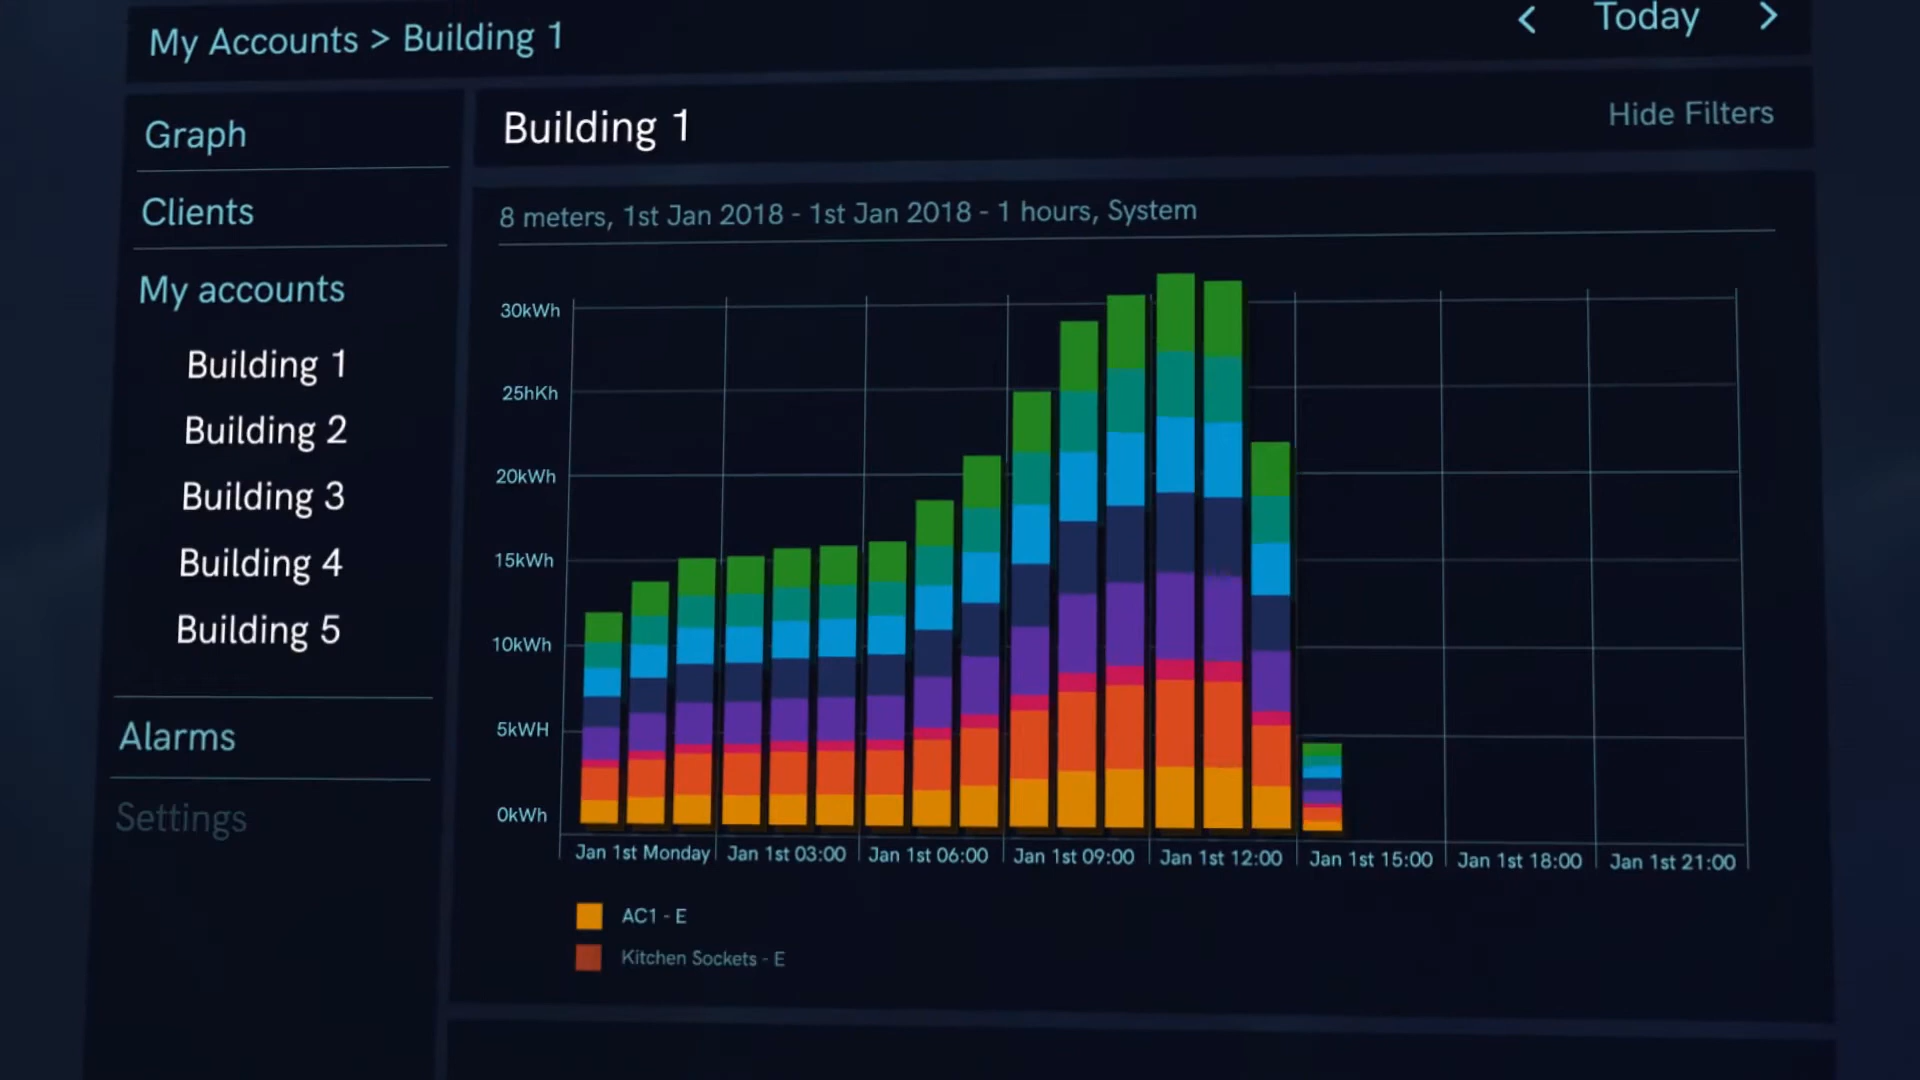 My Accounts > Building 1
Today
Graph
Clients
My accounts
Building 1
Building 2
Building 3
Building 4
Building 5
Alarms
Settings
Building 1
Hide Filters
8 meters, 1st Jan 2018 - 1st Jan 2018 - 1 hours, System
30kWh
25hKh
20kWh
15kWh
10kWh
5kWH
0kWh
Jan 1st Monday
Jan 1st 03:00
Jan 1st 06:00
Jan 1st 09:00
Jan 1st 12:00
Jan 1st 15:00
Jan 1st 18:00
Jan 1st 21:00
AC1 - E
Kitchen Sockets - E